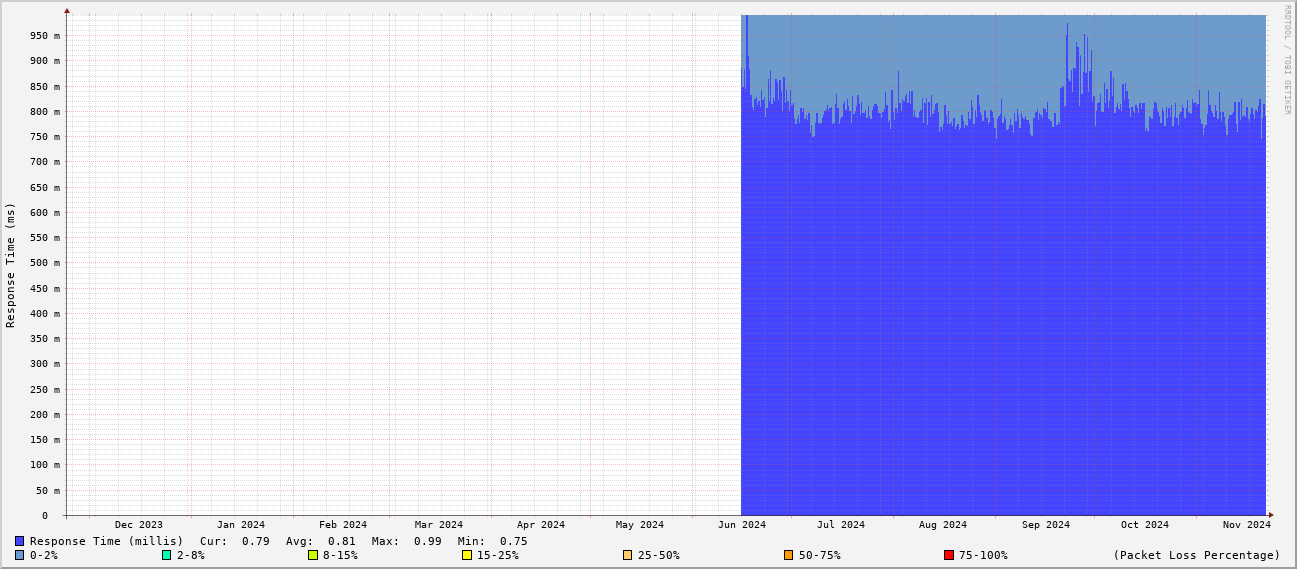 RRDTOOL / TOBI OETIKER
Response Time (ms)
950 m
900 m
850 m
800 m
750 m
700 m
650 m
600 m
550 m
500 m
450 m
400 m
350 m
300 m
250 m
200 m
150 m
100 m
50 m
0
Dec 2023 Jan 2024 Feb 2024 Mar 2024 Apr 2024 May 2024 Jun 2024 Jul 2024 Aug 2024 Sep 2024 Oct 2024 Nov 2024
Response Time (millis) Cur: 0.79 Avg: 0.81 Max: 0.99 Min: 0.75
0-2% 2-8% 8-15% 15-25% 25-50% 50-75% 75-100% (Packet Loss Percentage)